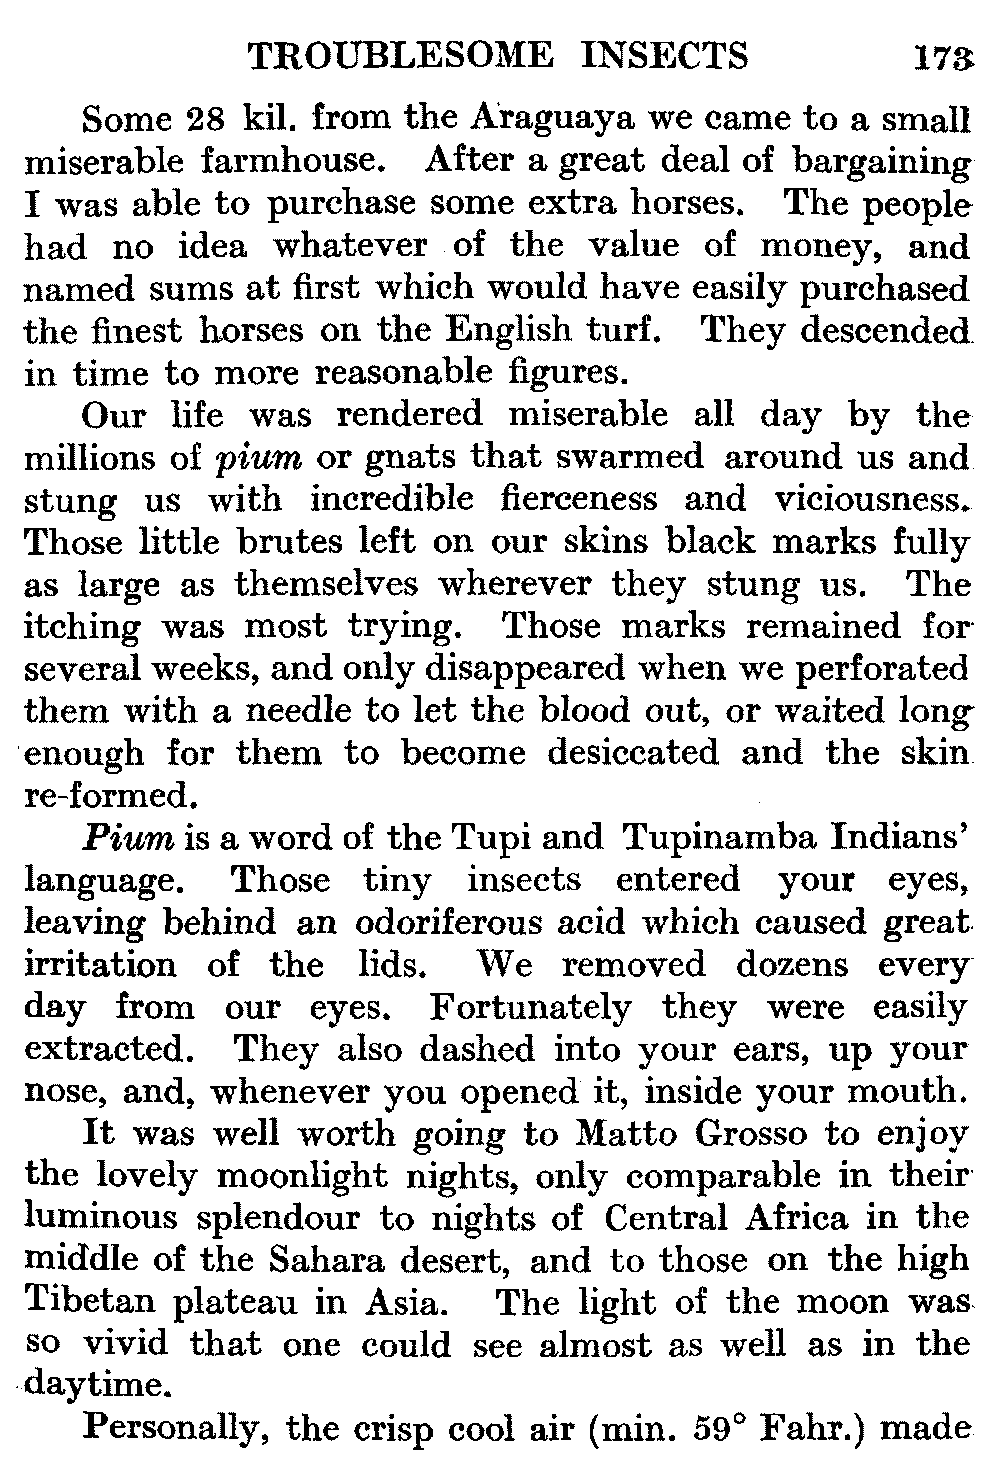 TROUBLESOME INSECTS 173
Some 28 kil. from the Araguaya we came to a small
miserable farmhouse. After a great deal of bargaining
I was able to purchase some extra horses. The people
had no idea whatever of the value of money, and
named sums at first which would have easily purchased
the finest horses on the English turf. They descended
in time to more reasonable figures.
Our life was rendered miserable all day by the
millions of pium or gnats that swarmed around us and
stung us with incredible fierceness and viciousness.
Those little brutes left on our skins black marks fully
as large as themselves wherever they stung us. The
itching was most trying. Those marks remained for
several weeks, and only disappeared when we perforated
them with a needle to let the blood out, or waited long
enough for them to become desiccated and the skin
re-formed.
Pium is a word of the Tupi and Tupinamba Indians'
language. Those tiny insects entered your eyes,
leaving behind an odoriferous acid which caused great
irritation of the lids. We removed dozens every
day from our eyes. Fortunately they were easily
extracted. They also dashed into your ears, up your
nose, and, whenever you opened it, inside your mouth.
It was well worth going to Matto Grosso to enjoy
the lovely moonlight nights, only comparable in their
luminous splendour to nights of Central Africa in the
middle of the Sahara desert, and to those on the high
Tibetan plateau in Asia. The light of the moon was
so vivid that one could see almost as well as in the
daytime.
Personally, the crisp cool air (min. 59° Fahr.) made